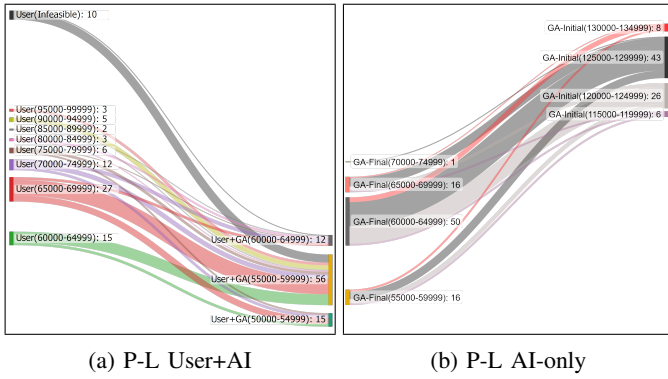 User(Infeasible): 10
User(95000-99999): 3
User(90000-94999): 5
User(85000-89999): 2
User(80000-84999): 3
User(75000-79999): 6
User(70000-74999): 12
User(65000-69999): 27
User(60000-64999): 15
User+GA(60000-64999): 12
User+GA(55000-59999): 56
User+GA(50000-54999): 15
GA-Initial(130000-134999): 8
GA-Initial(125000-129999): 43
GA-Initial(120000-124999): 26
GA-Initial(115000-119999): 6
GA-Final(70000-74999): 1
GA-Final(65000-69999): 16
GA-Final(60000-64999): 50
GA-Final(55000-59999): 16
(a) P-L User+AI
(b) P-L AI-only